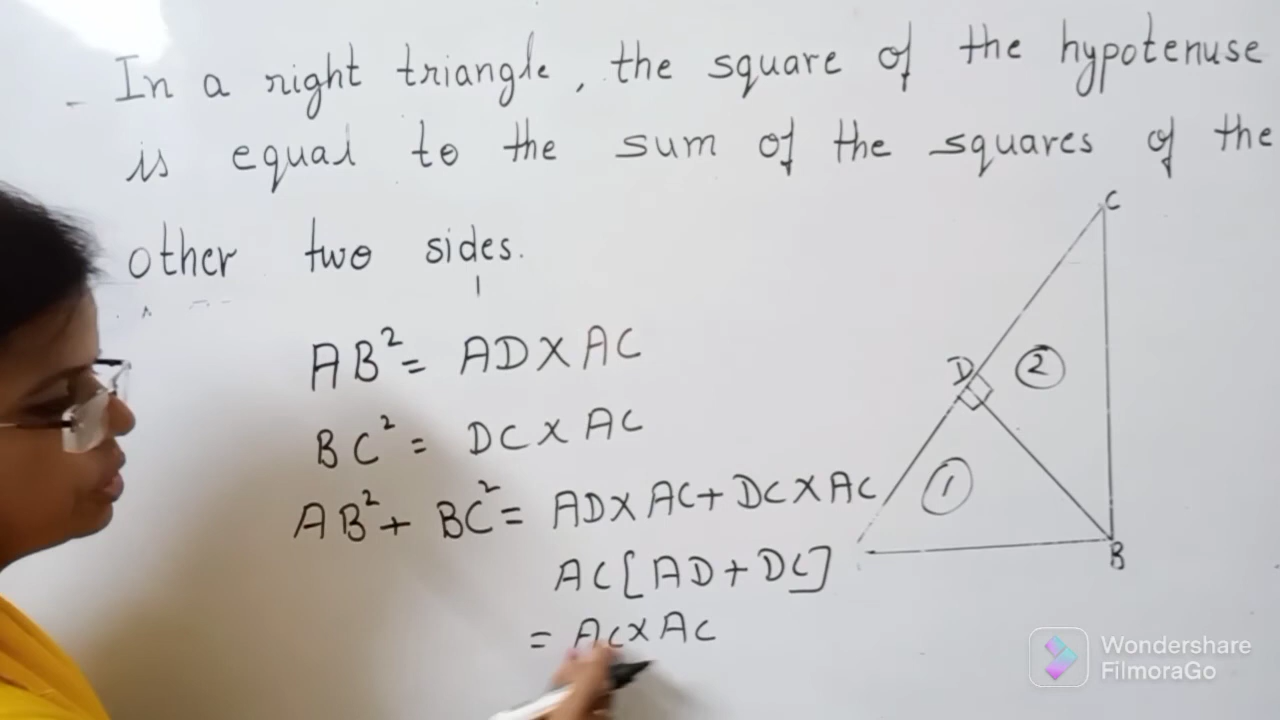 In a right triangle, the square of the hypotenuse
is equal to the sum of the squares of the
other two sides.
AB² = AD X AC
BC² = DC X AC
AB² + BC² = AD X AC + DC X AC
AC [AD + DC]
= AC X AC
C
D
②
①
B
Wondershare
FilmoraGo